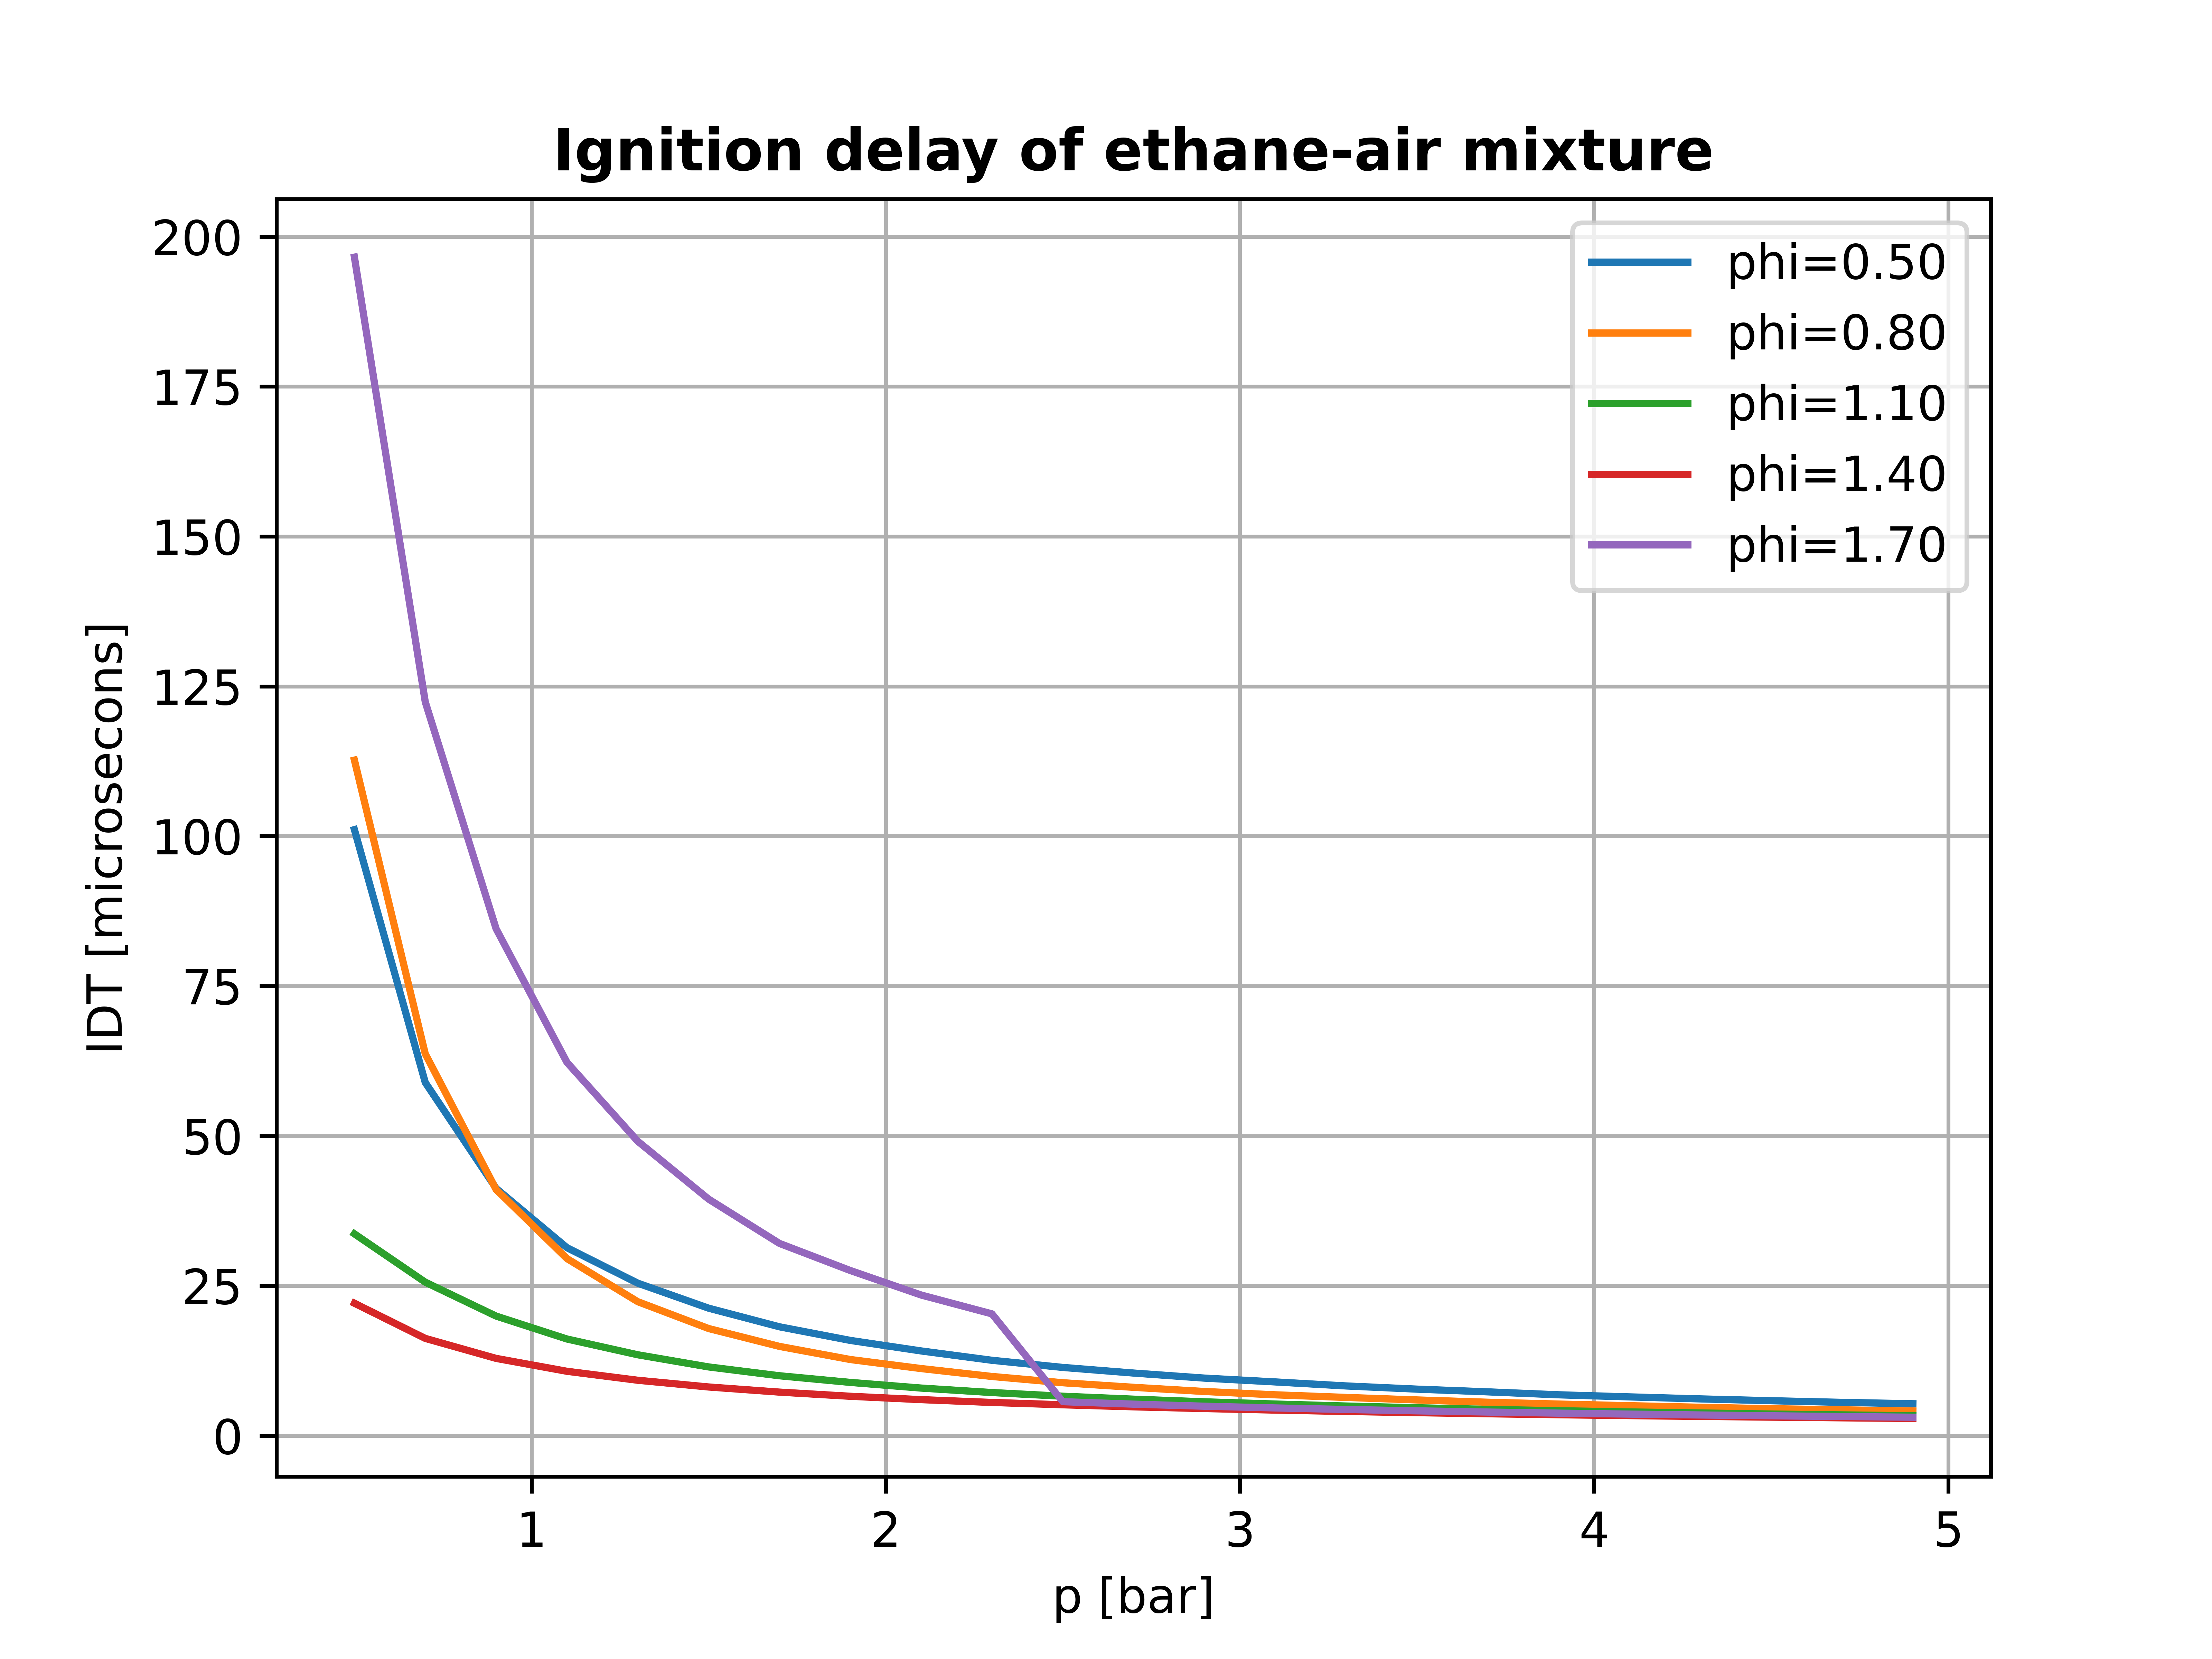 Ignition delay of ethane-air mixture
IDT [microsecons]
200
175
150
125
100
75
50
25
0
phi=0.50
phi=0.80
phi=1.10
phi=1.40
phi=1.70
1
2
3
4
5
p [bar]